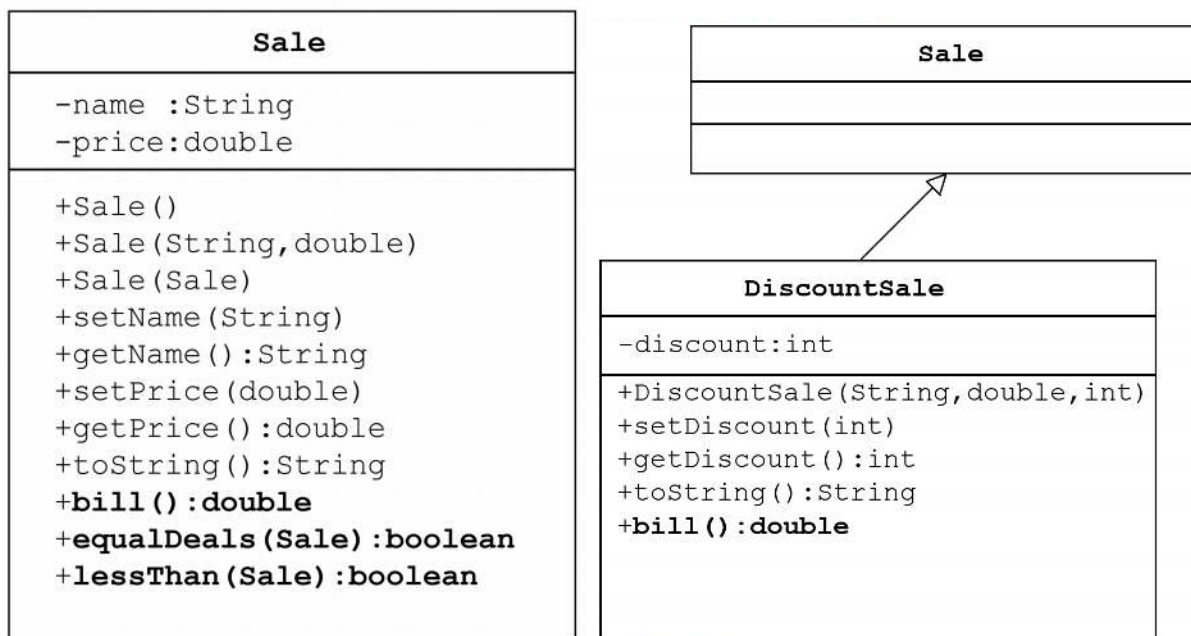 Sale
-name :String
-price:double
+Sale()
+Sale(String,double)
+Sale(Sale)
+setName(String)
+getName():String
+setPrice(double)
+getPrice():double
+toString():String
+bill():double
+equalDeals(Sale):boolean
+lessThan(Sale):boolean
Sale
DiscountSale
-discount:int
+DiscountSale(String,double,int)
+setDiscount(int)
+getDiscount():int
+toString():String
+bill():double